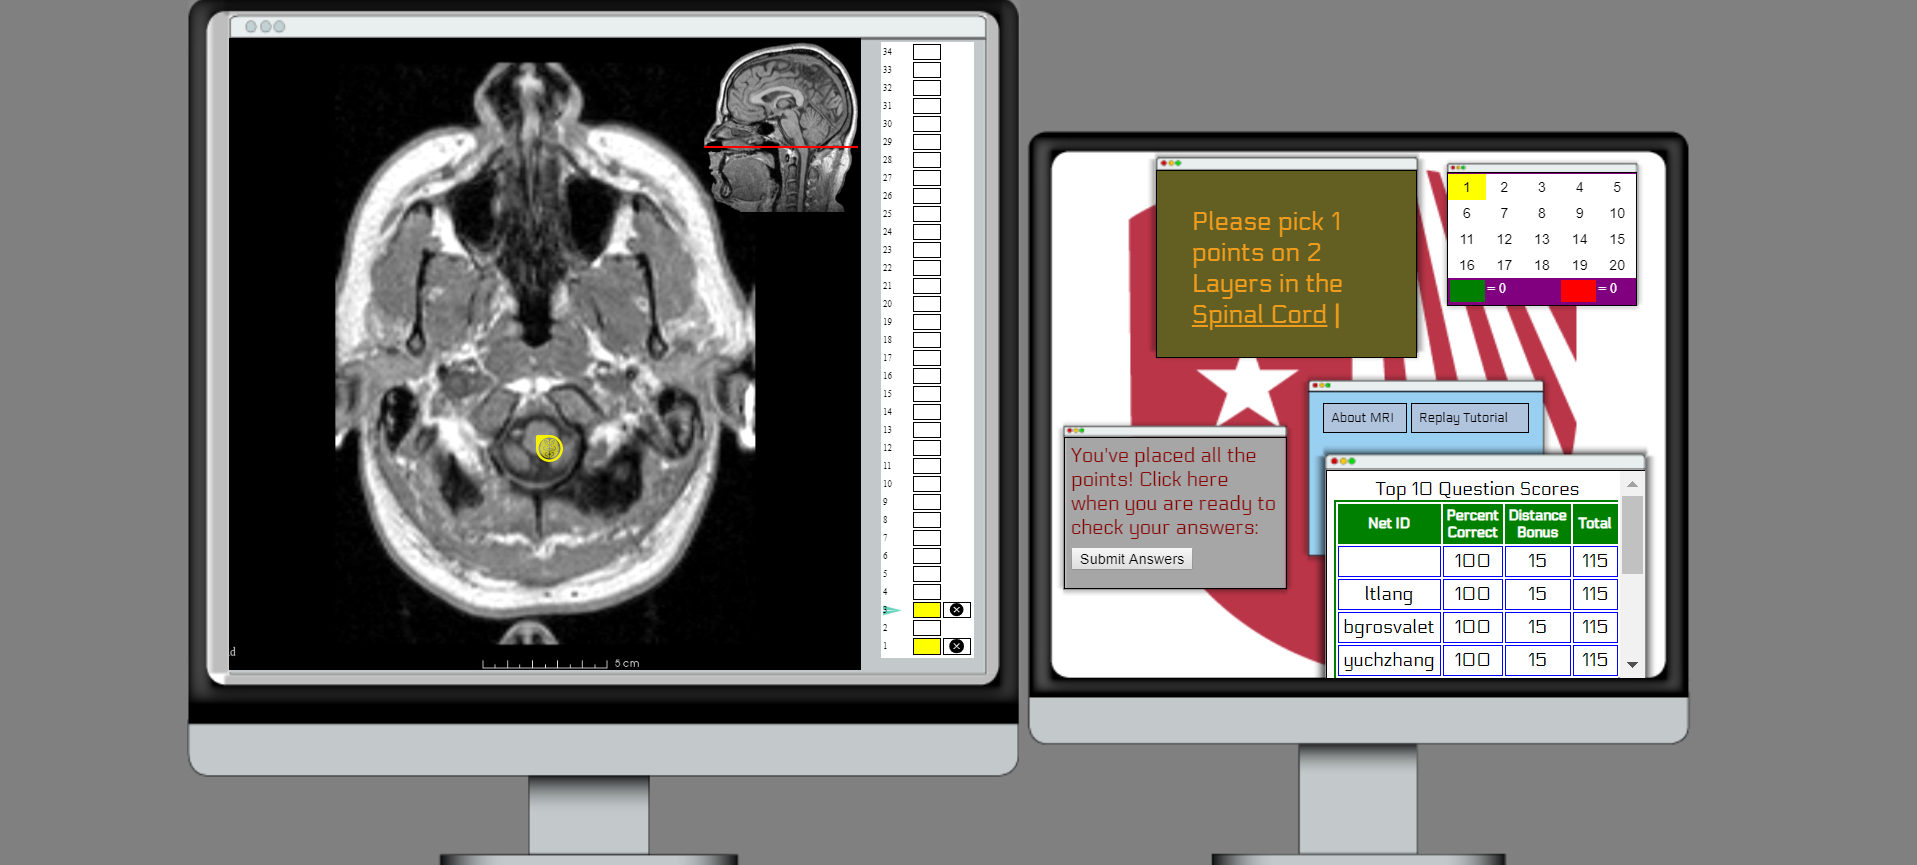 34
33
32
31
30
29
28
27
26
25
24
23
22
21
20
19
18
17
16
15
14
13
12
11
10
9
8
7
6
5
4
3
2
1
d
5 cm
Please pick 1
points on 2
Layers in the
Spinal Cord |
1 2 3 4 5
6 7 8 9 10
11 12 13 14 15
16 17 18 19 20
= 0 = 0
About MRI Replay Tutorial
You've placed all the
points! Click here
when you are ready to
check your answers:
Submit Answers
Top 10 Question Scores
Net ID Percent Correct Distance Bonus Total
100 15 115
ltlang 100 15 115
bgrosvalet 100 15 115
yuchzhang 100 15 115